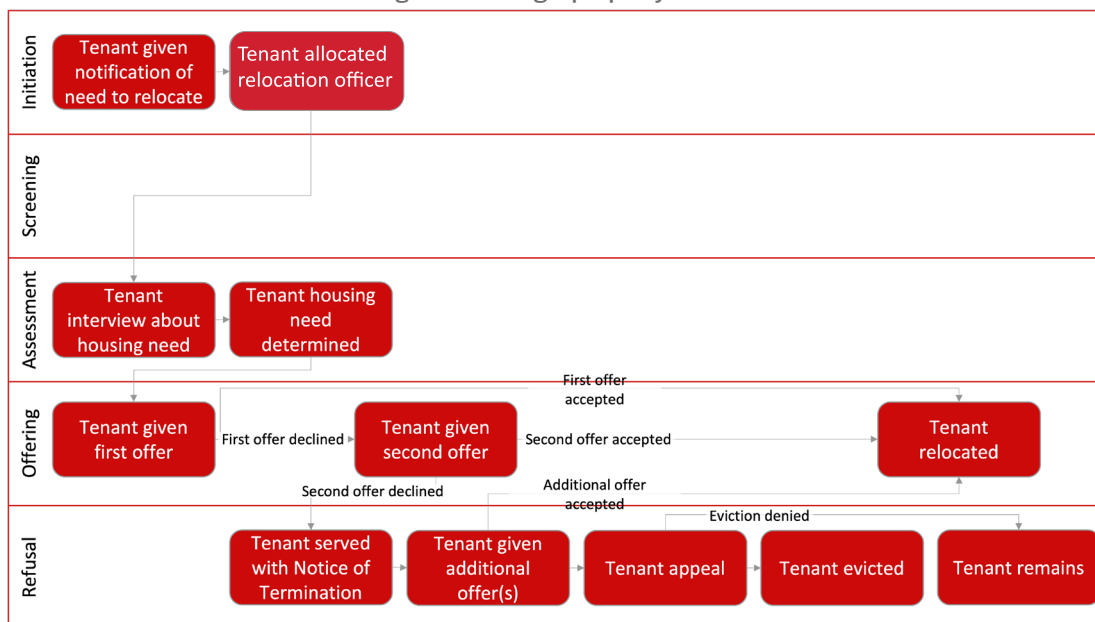 Initiation
Tenant given
notification of
need to relocate
Tenant allocated
relocation officer
Screening
Assessment
Tenant
interview about
housing need
Tenant housing
need
determined
Offering
First offer
accepted
Tenant given
first offer
First offer declined
Tenant given
second offer
Second offer accepted
Tenant
relocated
Second offer declined
Additional offer
accepted
Refusal
Eviction denied
Tenant served
with Notice of
Termination
Tenant given
additional
offer(s)
Tenant appeal
Tenant evicted
Tenant remains